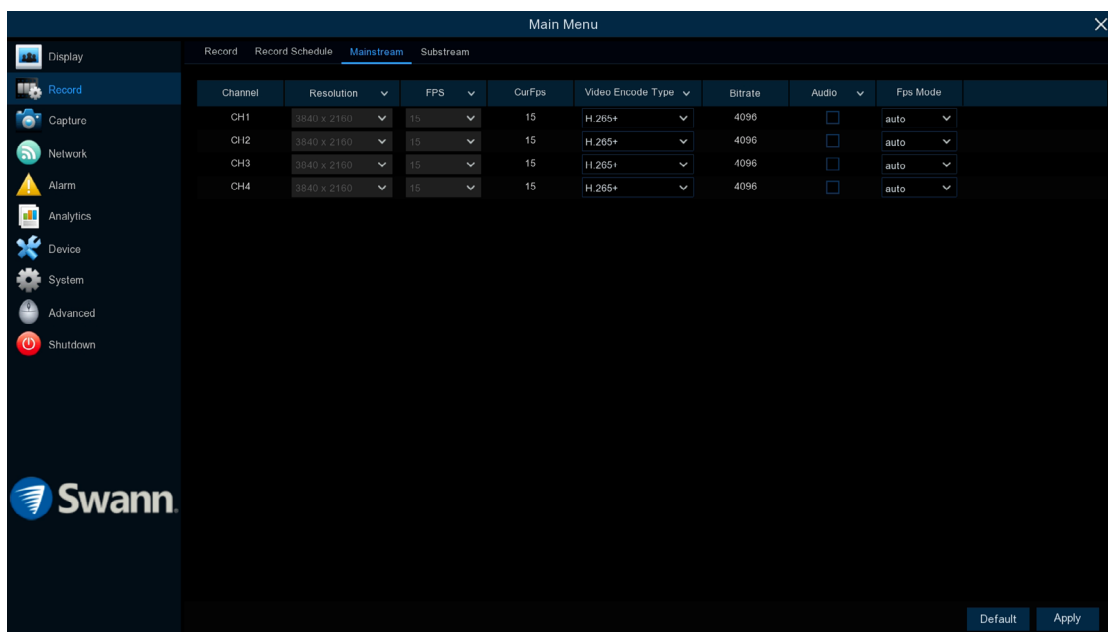 Main Menu
Display
Record
Capture
Network
Alarm
Analytics
Device
System
Advanced
Shutdown
Swann
Record Record Schedule Mainstream Substream
Channel Resolution FPS CurFps Video Encode Type Bitrate Audio Fps Mode
CH1 3840 x 2160 15 15 H.265+ 4096 auto
CH2 3840 x 2160 15 15 H.265+ 4096 auto
CH3 3840 x 2160 15 15 H.265+ 4096 auto
CH4 3840 x 2160 15 15 H.265+ 4096 auto
Default Apply